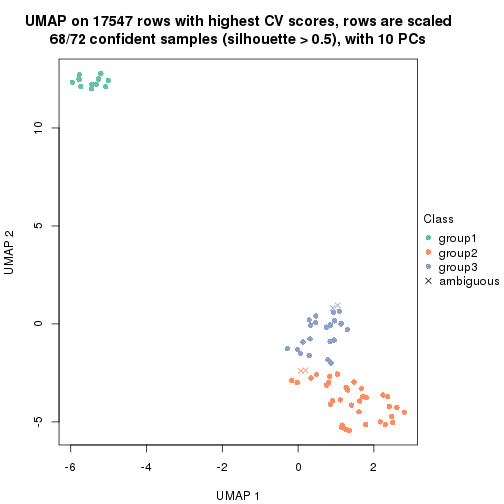 UMAP on 17547 rows with highest CV scores, rows are scaled
68/72 confident samples (silhouette > 0.5), with 10 PCs
10
5
0
-5
UMAP 2
-6
-4
-2
0
2
UMAP 1
Class
group1
group2
group3
ambiguous